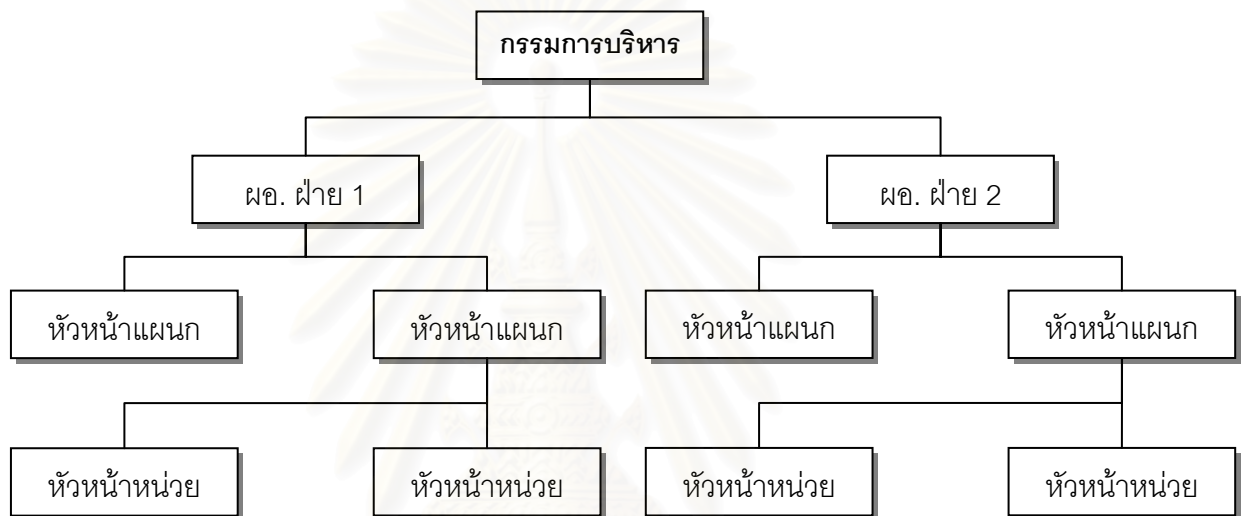 กรรมการบริหาร
ผอ. ฝ่าย 1
ผอ. ฝ่าย 2
หัวหน้าแผนก
หัวหน้าแผนก
หัวหน้าแผนก
หัวหน้าแผนก
หัวหน้าหน่วย
หัวหน้าหน่วย
หัวหน้าหน่วย
หัวหน้าหน่วย